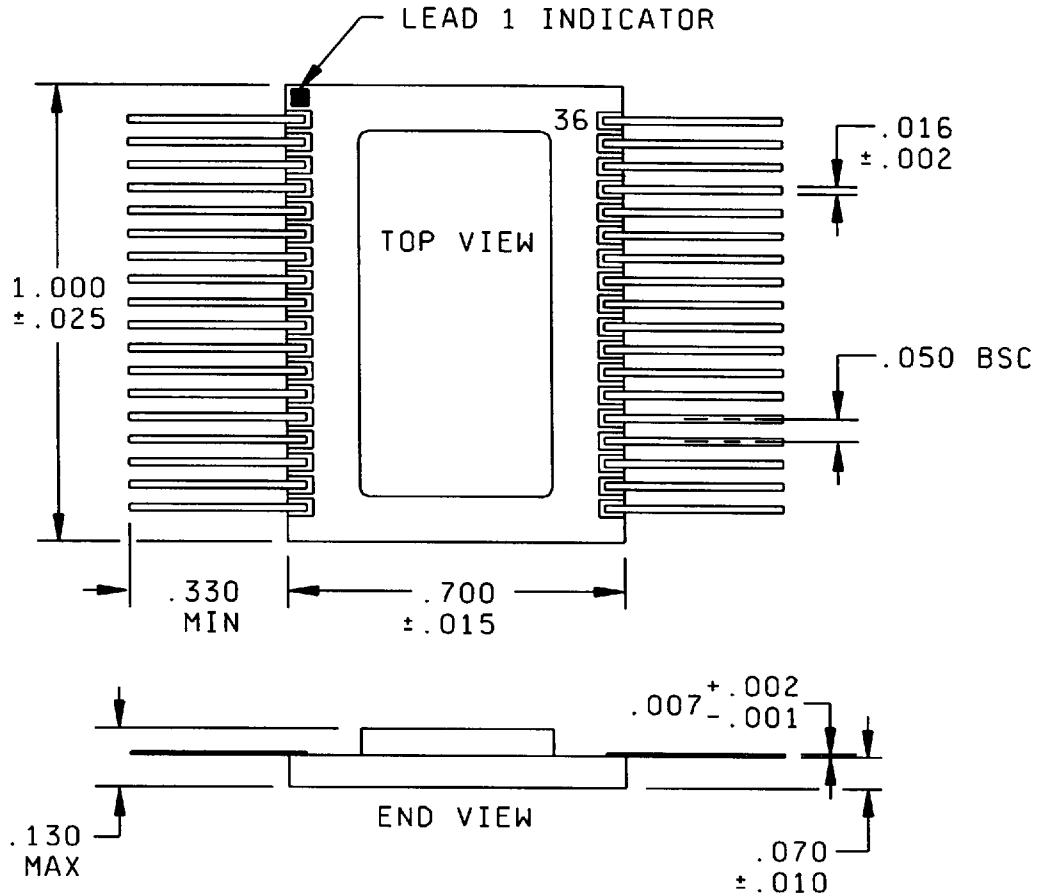 LEAD 1 INDICATOR
36
.016
±.002
TOP VIEW
1.000
±.025
.050 BSC
.330
MIN
.700
±.015
.007 +.002
-.001
END VIEW
.130
MAX
.070
±.010